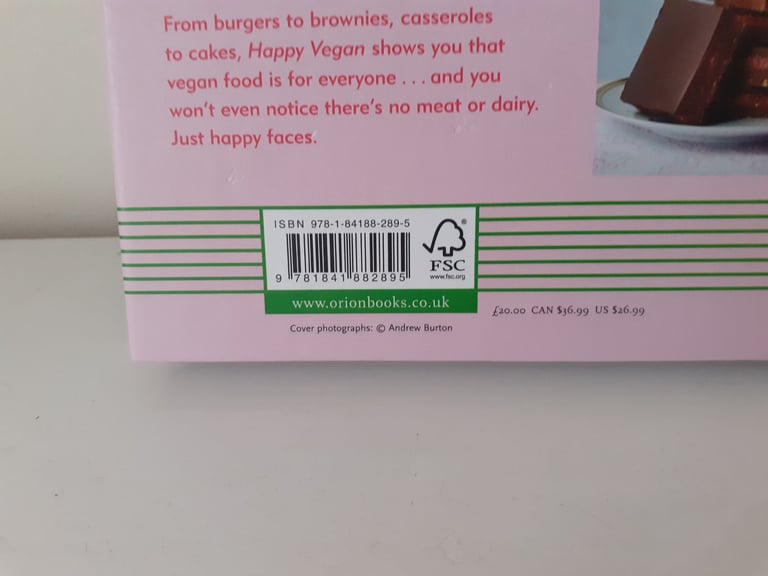 From burgers to brownies, casseroles
to cakes, Happy Vegan shows you that
vegan food is for everyone . . . and you
won't even notice there's no meat or dairy.
Just happy faces.
ISBN 978-1-84188-289-5
9 781841 882895
FSC
www.fsc.org
www.orionbooks.co.uk
£20.00 CAN $36.99 US $26.99
Cover photographs: © Andrew Burton